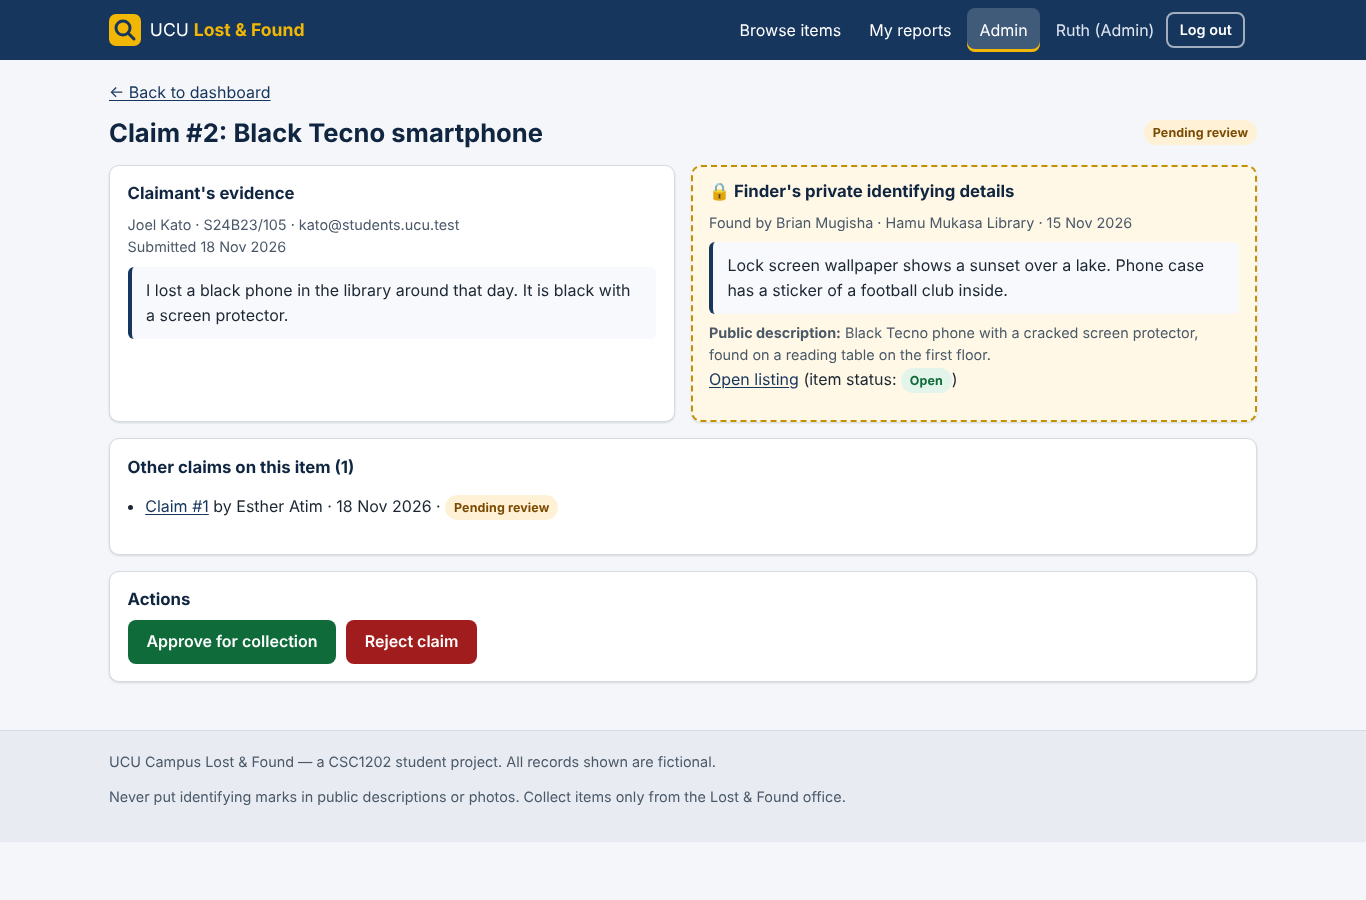 UCU Lost & Found
Browse items
My reports
Admin
Ruth (Admin)
Log out
← Back to dashboard
Claim #2: Black Tecno smartphone
Pending review
Claimant's evidence
Joel Kato · S24B23/105 · kato@students.ucu.test
Submitted 18 Nov 2026
I lost a black phone in the library around that day. It is black with
a screen protector.
🔒 Finder's private identifying details
Found by Brian Mugisha · Hamu Mukasa Library · 15 Nov 2026
Lock screen wallpaper shows a sunset over a lake. Phone case
has a sticker of a football club inside.
Public description: Black Tecno phone with a cracked screen protector,
found on a reading table on the first floor.
Open listing (item status: Open)
Other claims on this item (1)
• Claim #1 by Esther Atim · 18 Nov 2026 · Pending review
Actions
Approve for collection
Reject claim
UCU Campus Lost & Found — a CSC1202 student project. All records shown are fictional.
Never put identifying marks in public descriptions or photos. Collect items only from the Lost & Found office.